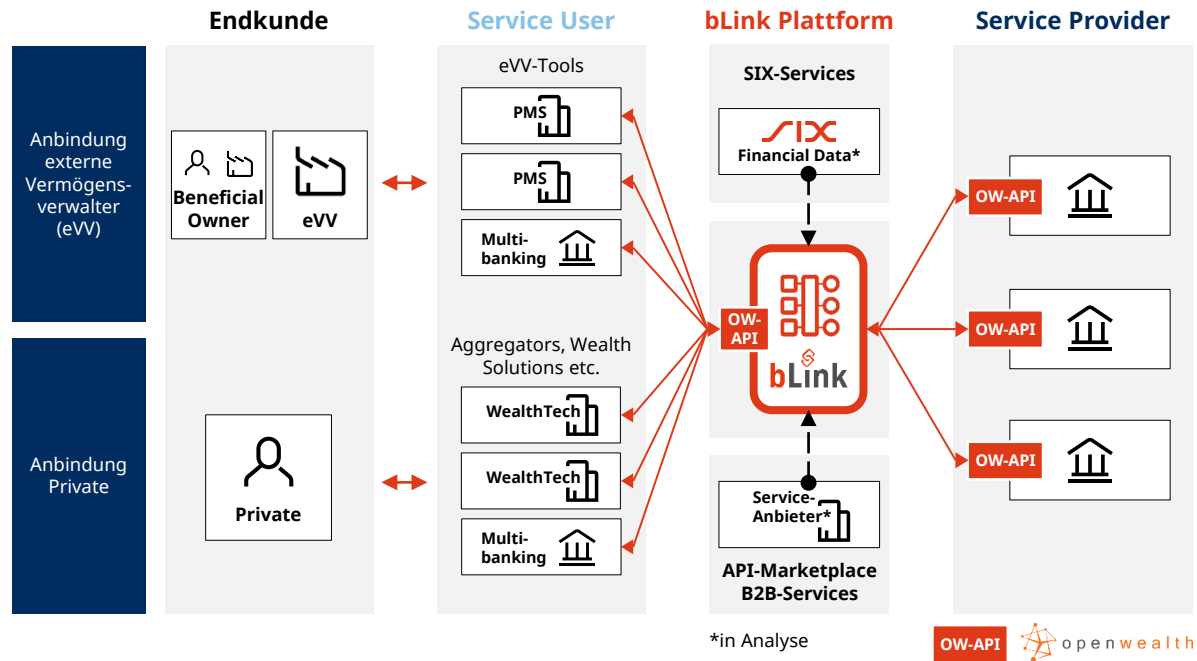 Endkunde
Service User
bLink Plattform
Service Provider
Anbindung
externe
Vermögens-
verwalter
(eVV)
Beneficial
Owner
eVV
eVV-Tools
PMS
PMS
Multi-
banking
SIX-Services
SIX
Financial Data*
OW-API
OW-API
OW-API
OW-
API
bLink
Anbindung
Private
Private
Aggregators, Wealth
Solutions etc.
WealthTech
WealthTech
Multi-
banking
Service-
Anbieter*
API-Marketplace
B2B-Services
*in Analyse
OW-API
openwealth